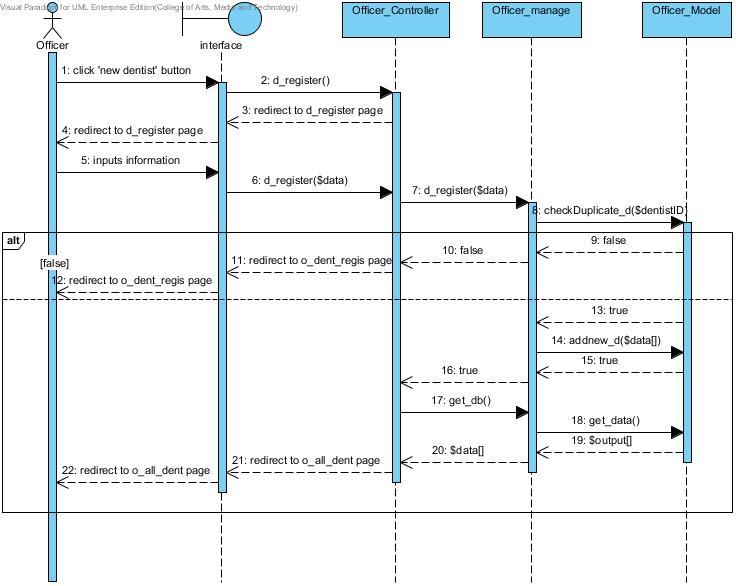 Visual Paradigm for UML Enterprise Edition(College of Arts, Media and Technology)
Officer
interface
Officer_Controller
Officer_manage
Officer_Model
1: click 'new dentist' button
2: d_register()
3: redirect to d_register page
4: redirect to d_register page
5: inputs information
6: d_register($data)
7: d_register($data)
8: checkDuplicate_d($dentistID)
alt
[false]
9: false
10: false
11: redirect to o_dent_regis page
12: redirect to o_dent_regis page
13: true
14: addnew_d($data[])
15: true
16: true
17: get_db()
18: get_data()
19: $output[]
20: $data[]
21: redirect to o_all_dent page
22: redirect to o_all_dent page